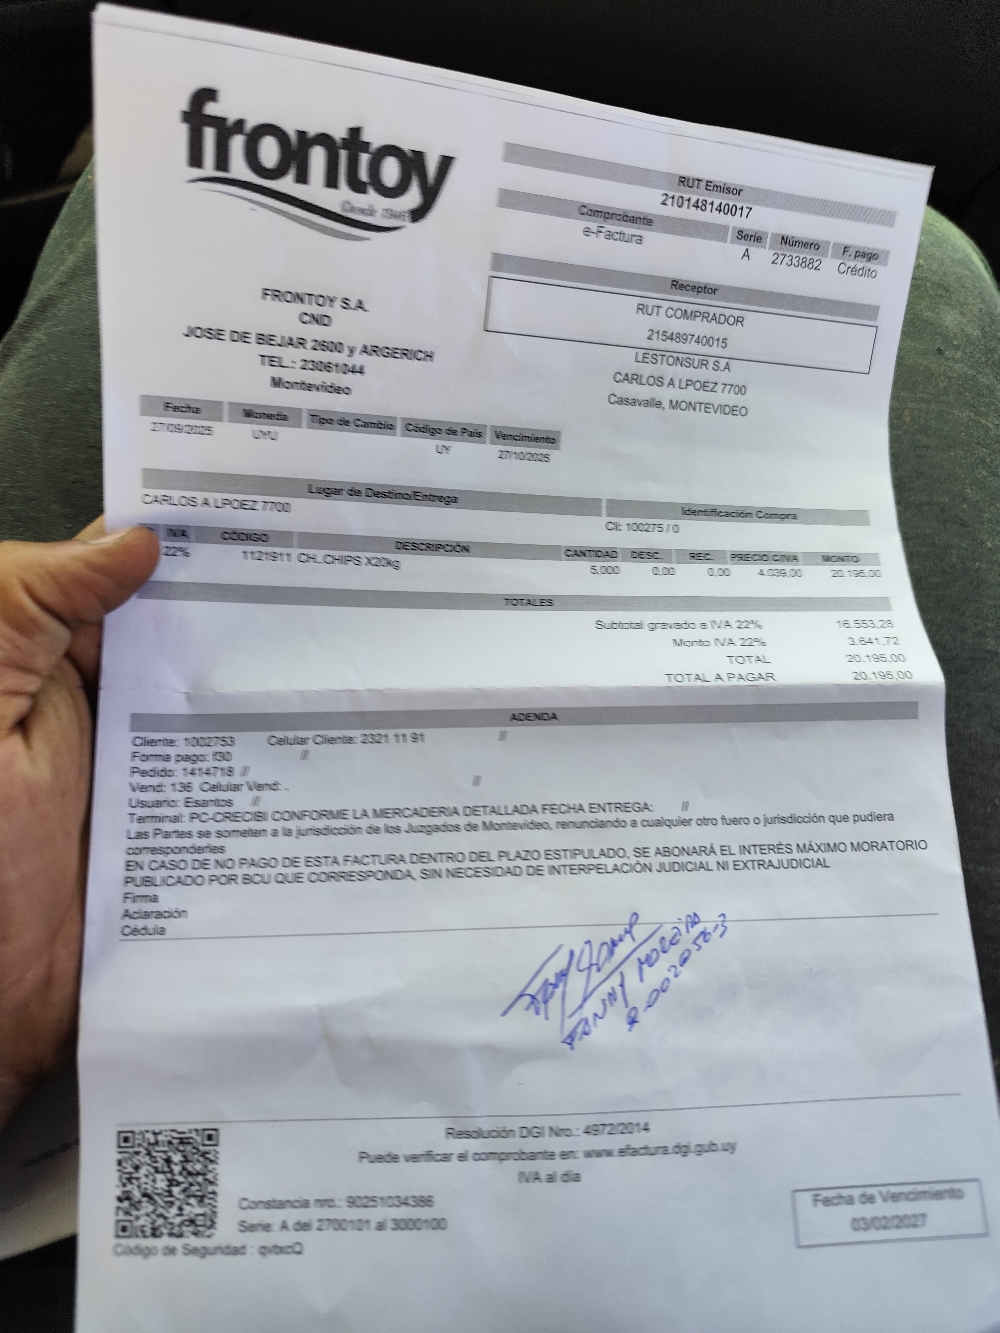 frontoy
Desde 1946
RUT Emisor
210148140017
Comprobante Serie Número F. pago
e-Factura A 2733882 Crédito
Receptor
RUT COMPRADOR
215489740015
LESTONSUR S.A
CARLOS A LPOEZ 7700
Casavalle, MONTEVIDEO
FRONTOY S.A.
CND
JOSE DE BEJAR 2600 y ARGERICH
TEL.: 23061044
Montevideo
Fecha Moneda Tipo de Cambio Código de País Vencimiento
27/09/2025 UYU UY 27/10/2025
Lugar de Destino/Entrega
CARLOS A LPOEZ 7700
Identificación Compra
Cli: 100275 / 0
IVA CÓDIGO DESCRIPCIÓN CANTIDAD DESC. REC. PRECIO C/IVA MONTO
22% 1121911 CH..CHIPS X20kg 5,000 0,00 0,00 4.039,00 20.195,00
TOTALES
Subtotal gravado a IVA 22% 16.553,28
Monto IVA 22% 3.641,72
TOTAL 20.195,00
TOTAL A PAGAR 20.195,00
ADENDA
Cliente: 1002753 Celular Cliente: 2321 11 91 //
Forma pago: f30 //
Pedido: 1414718 //
Vend: 136 Celular Vend: . //
Usuario: Esantos //
Terminal: PC-CRECIBI CONFORME LA MERCADERIA DETALLADA FECHA ENTREGA: //
Las Partes se someten a la jurisdicción de los Juzgados de Montevideo, renunciando a cualquier otro fuero o jurisdicción que pudiera
corresponderles
EN CASO DE NO PAGO DE ESTA FACTURA DENTRO DEL PLAZO ESTIPULADO, SE ABONARÁ EL INTERÉS MÁXIMO MORATORIO
PUBLICADO POR BCU QUE CORRESPONDA, SIN NECESIDAD DE INTERPELACIÓN JUDICIAL NI EXTRAJUDICIAL
Firma
Aclaración
Cédula
FANNY MOREIRA
Resolución DGI Nro.: 4972/2014
Puede verificar el comprobante en: www.efactura.dgi.gub.uy
IVA al día
Constancia nro.: 90251034386
Serie: A del 2700101 al 3000100
Código de Seguridad : qvtxcQ
Fecha de Vencimiento
03/02/2027